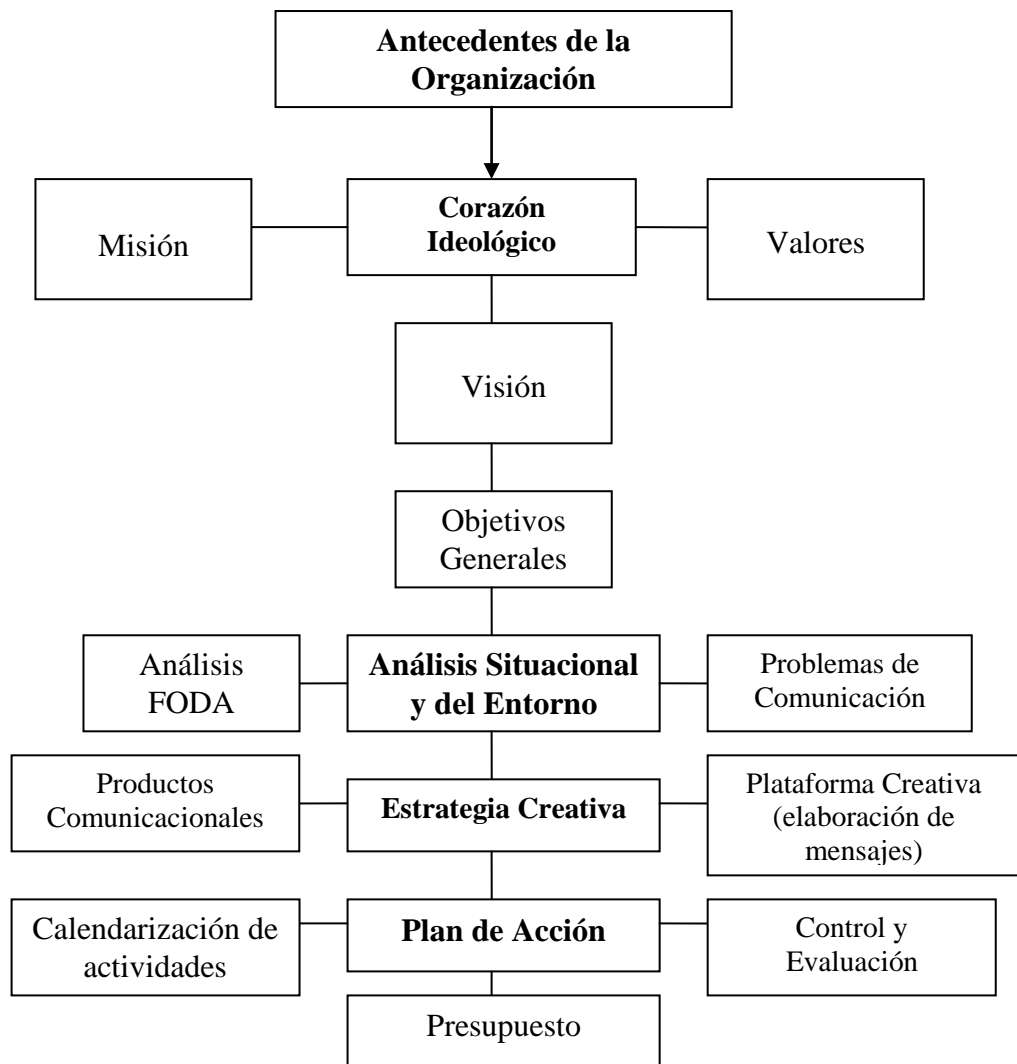 Antecedentes de la
Organización
Misión
Corazón
Ideológico
Valores
Visión
Objetivos
Generales
Análisis
FODA
Análisis Situacional
y del Entorno
Problemas de
Comunicación
Productos
Comunicacionales
Estrategia Creativa
Plataforma Creativa
(elaboración de
mensajes)
Calendarización de
actividades
Plan de Acción
Control y
Evaluación
Presupuesto